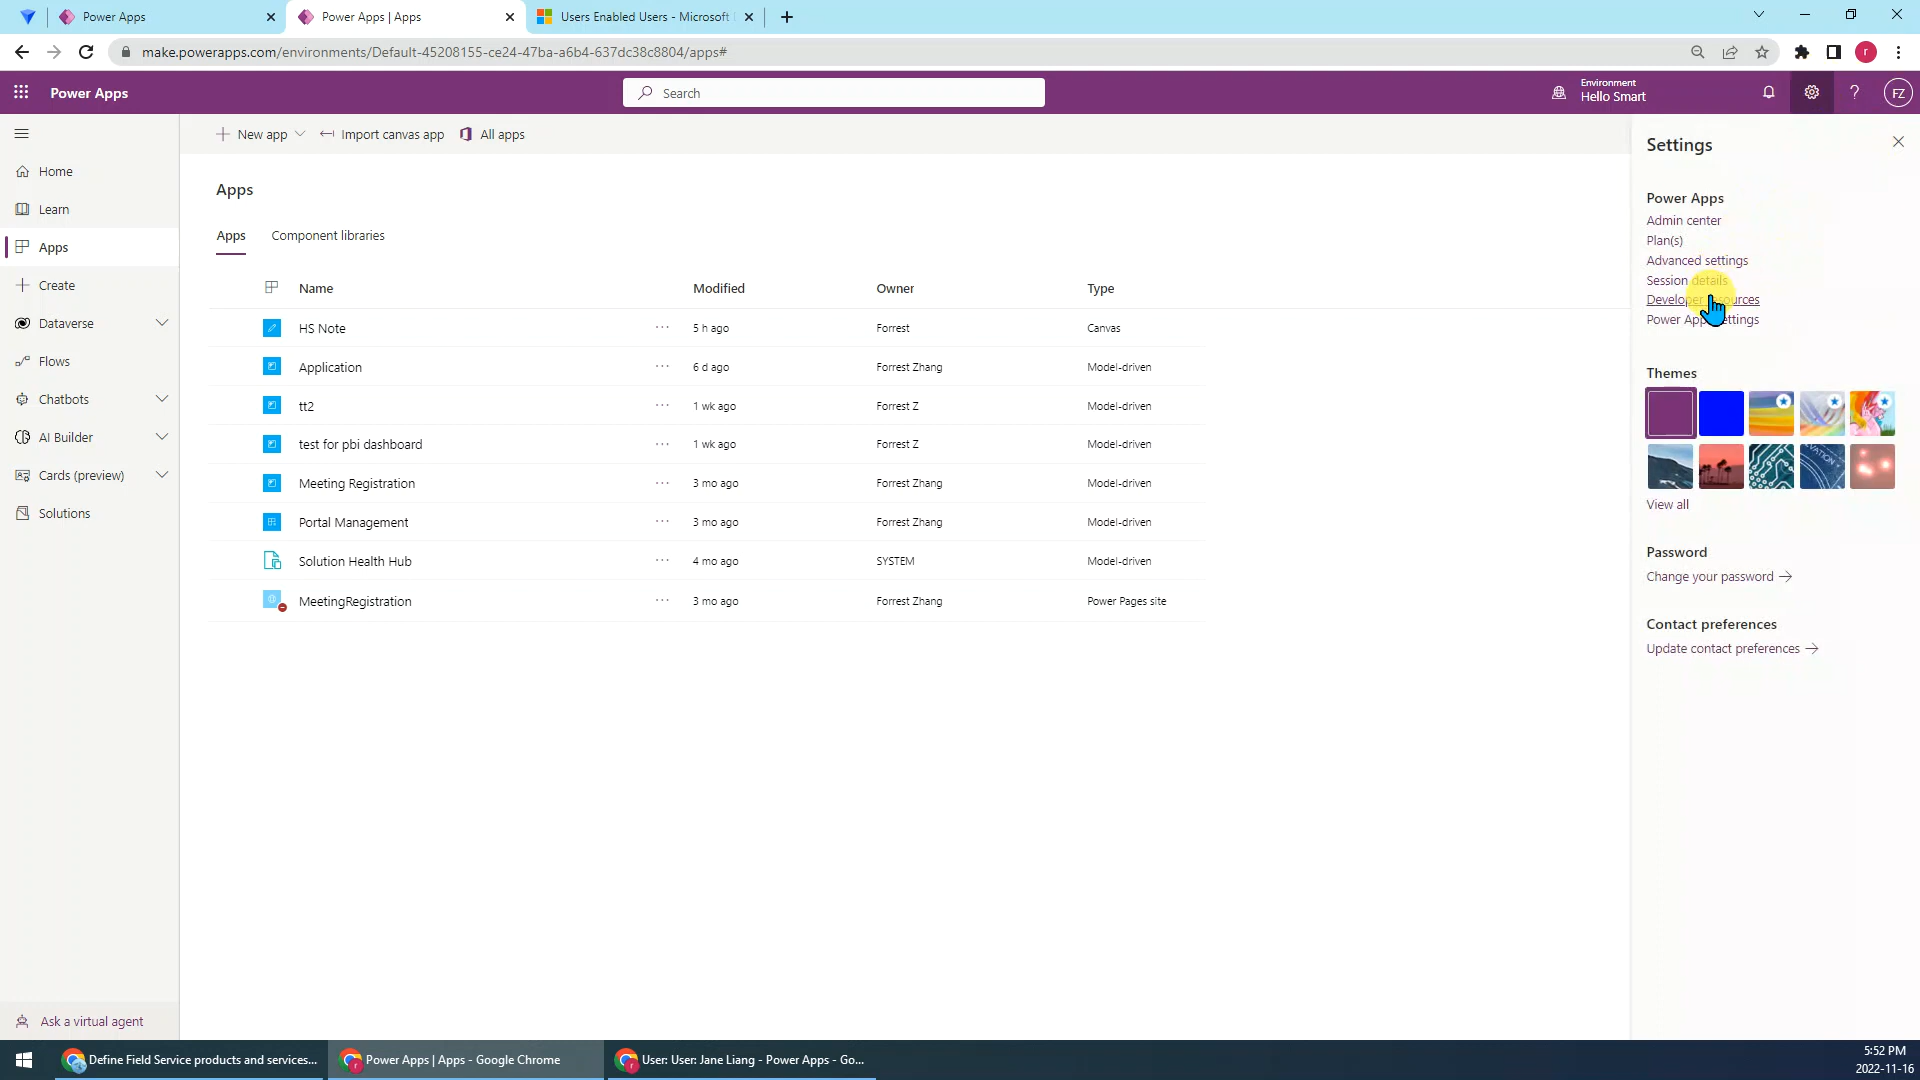 Power Apps
Power Apps | Apps
Users Enabled Users - Microsoft
make.powerapps.com/environments/Default-45208155-ce24-47ba-a6b4-637dc38c8804/apps#
r
Power Apps
Search
Environment
Hello Smart
?
FZ
New app
Import canvas app
All apps
Home
Learn
Apps
Create
Dataverse
Flows
Chatbots
AI Builder
Cards (preview)
Solutions
Ask a virtual agent
Apps
Apps Component libraries
Name Modified Owner Type
HS Note ... 5 h ago Forrest Canvas
Application ... 6 d ago Forrest Zhang Model-driven
tt2 ... 1 wk ago Forrest Z Model-driven
test for pbi dashboard ... 1 wk ago Forrest Z Model-driven
Meeting Registration ... 3 mo ago Forrest Zhang Model-driven
Portal Management ... 3 mo ago Forrest Zhang Model-driven
Solution Health Hub ... 4 mo ago SYSTEM Model-driven
MeetingRegistration ... 3 mo ago Forrest Zhang Power Pages site
Settings
Power Apps
Admin center
Plan(s)
Advanced settings
Session details
Developer resources
Power Apps settings
Themes
View all
Password
Change your password
Contact preferences
Update contact preferences
Define Field Service products and services...
Power Apps | Apps - Google Chrome
User: User: Jane Liang - Power Apps - Go...
5:52 PM
2022-11-16